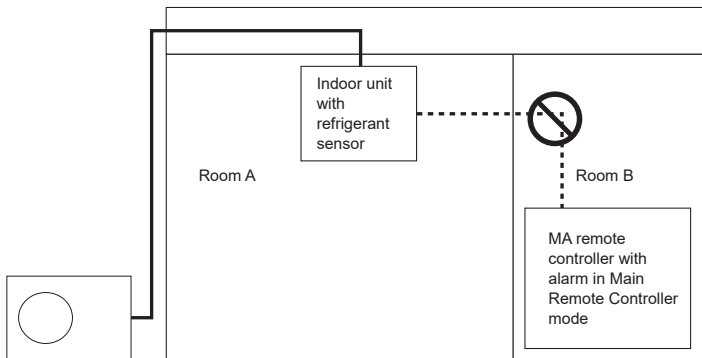 Indoor unit
with
refrigerant
sensor
Room A
Room B
MA remote
controller with
alarm in Main
Remote Controller
mode